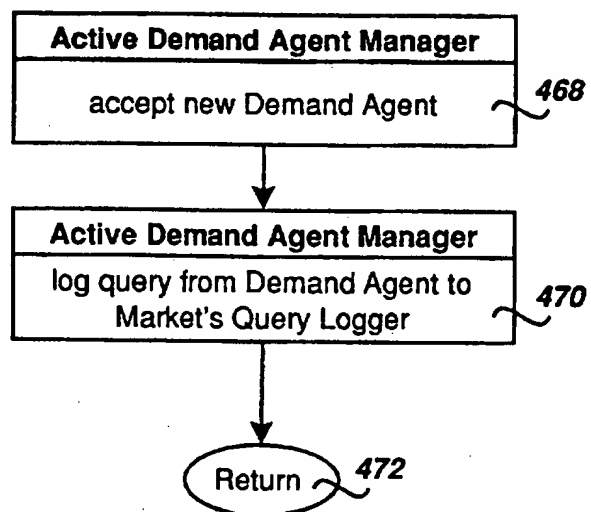 Active Demand Agent Manager
accept new Demand Agent
468
Active Demand Agent Manager
log query from Demand Agent to
Market's Query Logger
470
Return
472